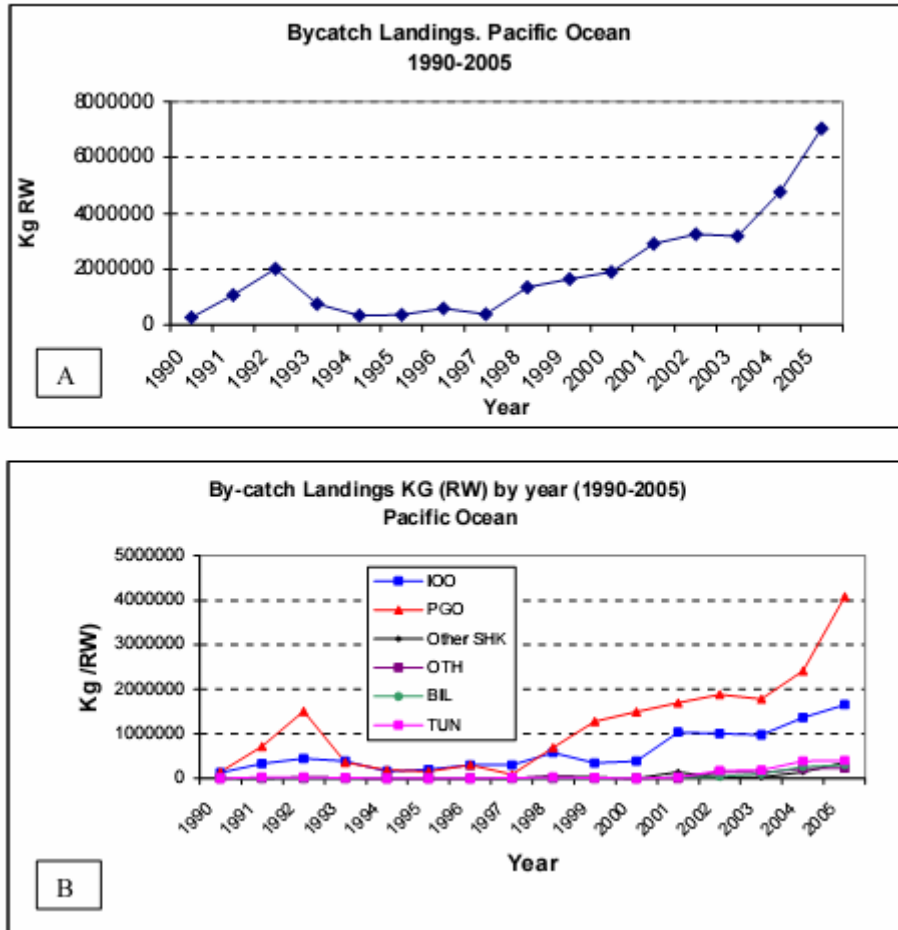 Bycatch Landings. Pacific Ocean
1990-2005
8000000
6000000
4000000
2000000
0
Kg RW
1990
1991
1992
1993
1994
1995
1996
1997
1998
1999
2000
2001
2002
2003
2004
2005
Year
A
By-catch Landings KG (RW) by year (1990-2005)
Pacific Ocean
5000000
4000000
3000000
2000000
1000000
0
Kg /RW)
IOO
PGO
Other SHK
OTH
BIL
TUN
1990
1991
1992
1993
1994
1995
1996
1997
1998
1999
2000
2001
2002
2003
2004
2005
Year
B